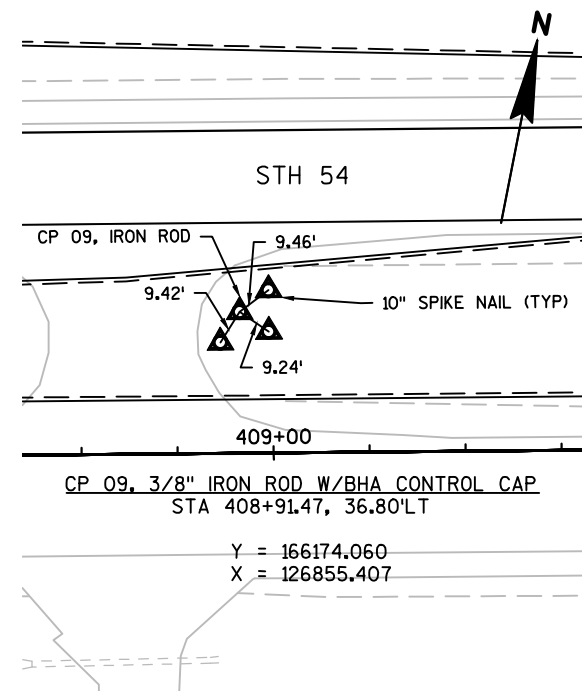 N
STH 54
CP 09, IRON ROD
9.46'
9.42'
10" SPIKE NAIL (TYP)
9.24'
409+00
CP 09, 3/8" IRON ROD W/BHA CONTROL CAP
STA 408+91.47, 36.80'LT
Y = 166174.060
X = 126855.407